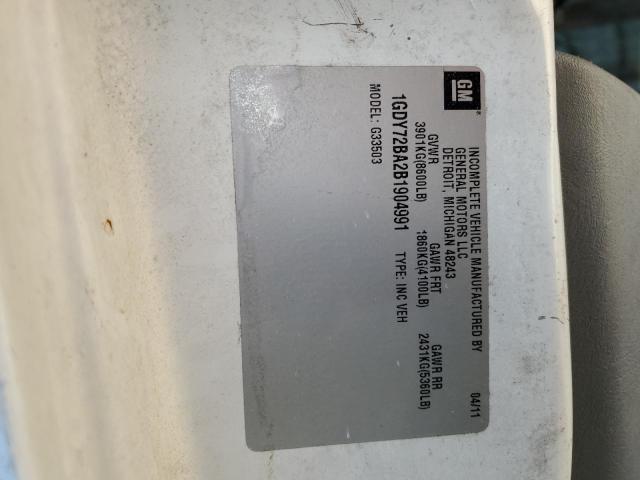 GM
INCOMPLETE VEHICLE MANUFACTURED BY
GENERAL MOTORS LLC
DETROIT, MICHIGAN 48243
04/11
GVWR GAWR FRT GAWR RR
3901KG(8600LB) 1860KG(4100LB) 2431KG(5360LB)
1GDY72BA2B1904991 TYPE: INC VEH
MODEL: G33503